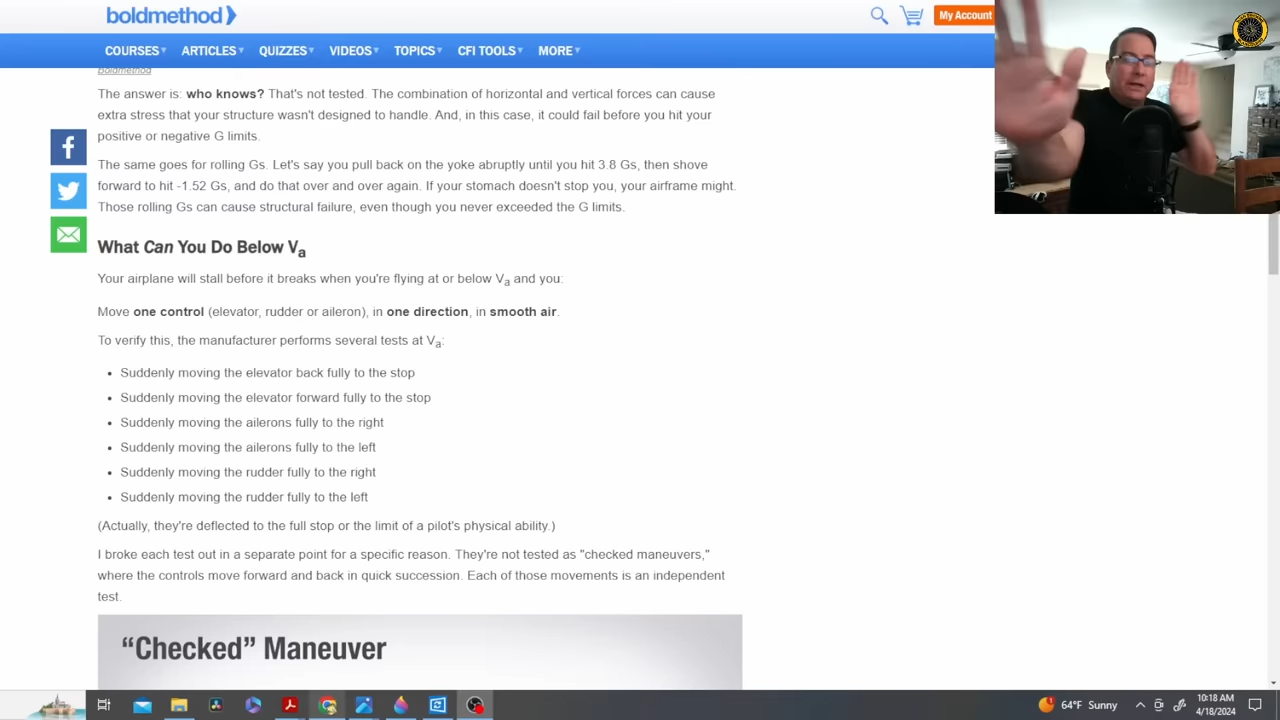 boldmethod
My Account
COURSES ARTICLES QUIZZES VIDEOS TOPICS CFI TOOLS MORE
Boldmethod
The answer is: who knows? That's not tested. The combination of horizontal and vertical forces can cause
extra stress that your structure wasn't designed to handle. And, in this case, it could fail before you hit your
positive or negative G limits.
The same goes for rolling Gs. Let's say you pull back on the yoke abruptly until you hit 3.8 Gs, then shove
forward to hit -1.52 Gs, and do that over and over again. If your stomach doesn't stop you, your airframe might.
Those rolling Gs can cause structural failure, even though you never exceeded the G limits.
What Can You Do Below Va
Your airplane will stall before it breaks when you're flying at or below Va and you:
Move one control (elevator, rudder or aileron), in one direction, in smooth air.
To verify this, the manufacturer performs several tests at Va:
• Suddenly moving the elevator back fully to the stop
• Suddenly moving the elevator forward fully to the stop
• Suddenly moving the ailerons fully to the right
• Suddenly moving the ailerons fully to the left
• Suddenly moving the rudder fully to the right
• Suddenly moving the rudder fully to the left
(Actually, they're deflected to the full stop or the limit of a pilot's physical ability.)
I broke each test out in a separate point for a specific reason. They're not tested as "checked maneuvers,"
where the controls move forward and back in quick succession. Each of those movements is an independent
test.
“Checked” Maneuver
64°F Sunny
10:18 AM
4/18/2024